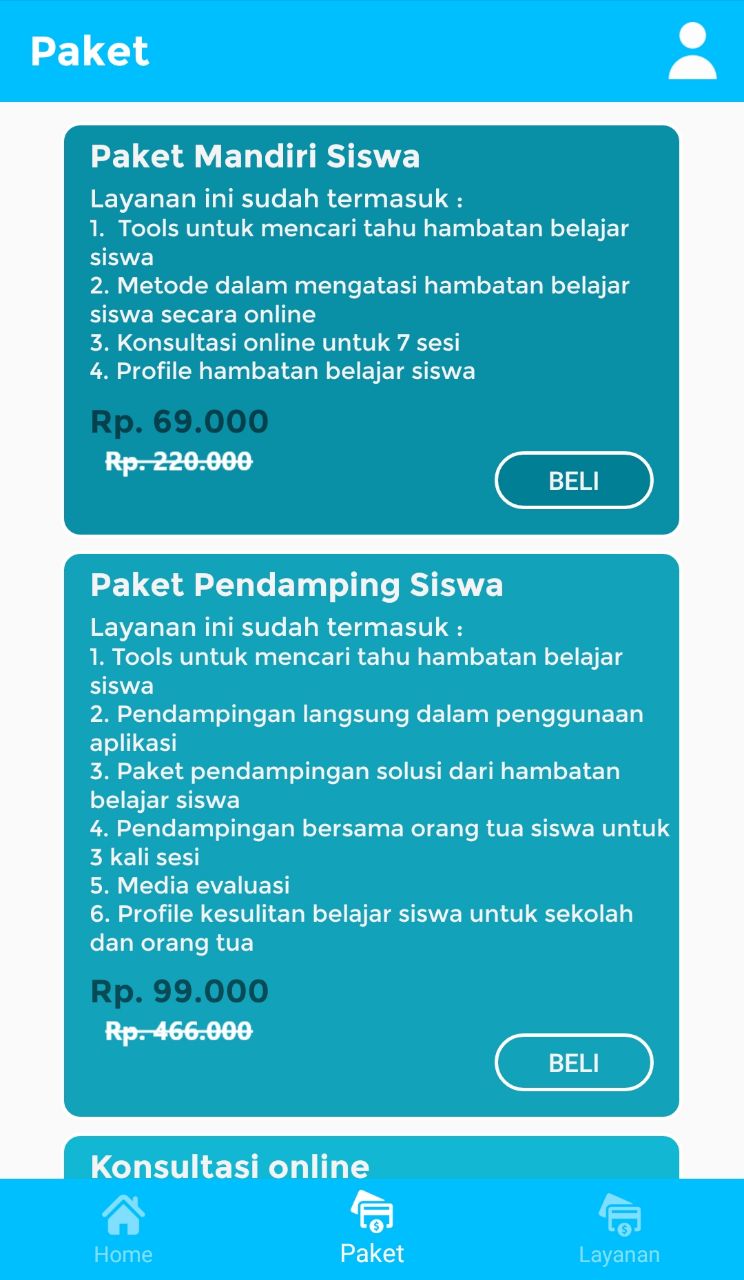 Paket
Paket Mandiri Siswa
Layanan ini sudah termasuk :
1.  Tools untuk mencari tahu hambatan belajar
siswa
2. Metode dalam mengatasi hambatan belajar
siswa secara online
3. Konsultasi online untuk 7 sesi
4. Profile hambatan belajar siswa
Rp. 69.000
Rp. 220.000
BELI
Paket Pendamping Siswa
Layanan ini sudah termasuk :
1. Tools untuk mencari tahu hambatan belajar
siswa
2. Pendampingan langsung dalam penggunaan
aplikasi
3. Paket pendampingan solusi dari hambatan
belajar siswa
4. Pendampingan bersama orang tua siswa untuk
3 kali sesi
5. Media evaluasi
6. Profile kesulitan belajar siswa untuk sekolah
dan orang tua
Rp. 99.000
Rp. 466.000
BELI
Konsultasi online
Home
Paket
Layanan